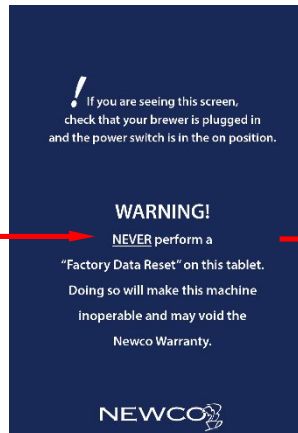 ! If you are seeing this screen,
check that your brewer is plugged in
and the power switch is in the on position.
WARNING!
NEVER perform a
“Factory Data Reset” on this tablet.
Doing so will make this machine
inoperable and may void the
Newco Warranty.
NEWCO